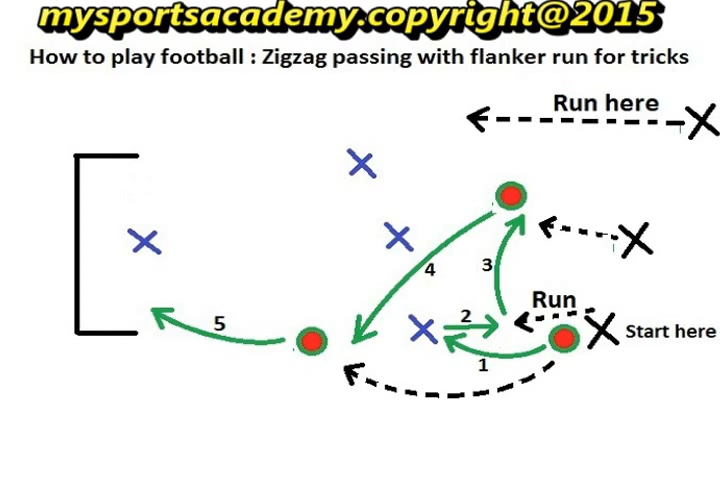 mysportsacademy.copyright@2015
How to play football : Zigzag passing with flanker run for tricks
Run here
4
3
Run
5
2
Start here
1